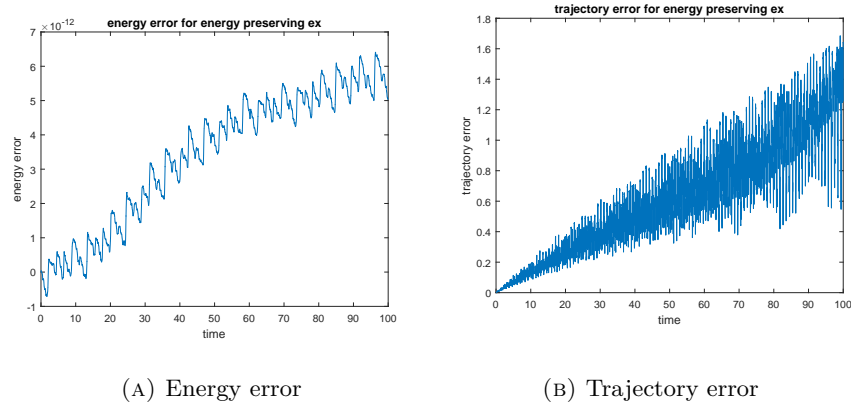 ×10⁻¹²
energy error for energy preserving ex
7
6
5
4
3
2
1
0
-1
energy error
0 10 20 30 40 50 60 70 80 90 100
time
(A) Energy error
trajectory error for energy preserving ex
1.8
1.6
1.4
1.2
1
0.8
0.6
0.4
0.2
0
trajectory error
0 10 20 30 40 50 60 70 80 90 100
time
(B) Trajectory error